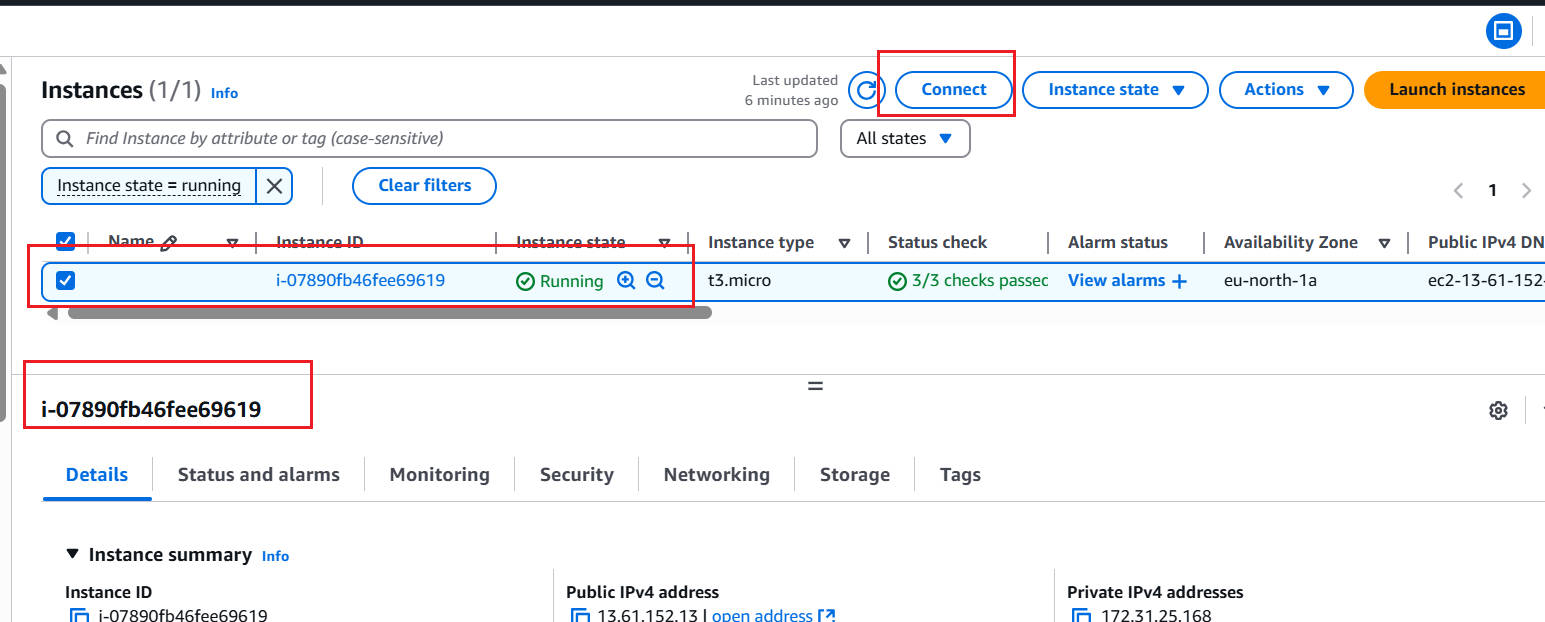 Instances (1/1) Info
Last updated
6 minutes ago
Connect
Instance state
Actions
Launch instances
Find Instance by attribute or tag (case-sensitive)
All states
Instance state = running
Clear filters
1
Name Instance ID Instance state Instance type Status check Alarm status Availability Zone Public IPv4 DN
i-07890fb46fee69619 Running t3.micro 3/3 checks passec View alarms + eu-north-1a ec2-13-61-152-
i-07890fb46fee69619
Details Status and alarms Monitoring Security Networking Storage Tags
Instance summary Info
Instance ID Public IPv4 address Private IPv4 addresses
i-07890fb46fee69619 13.61.152.13 | open address 172.31.25.168